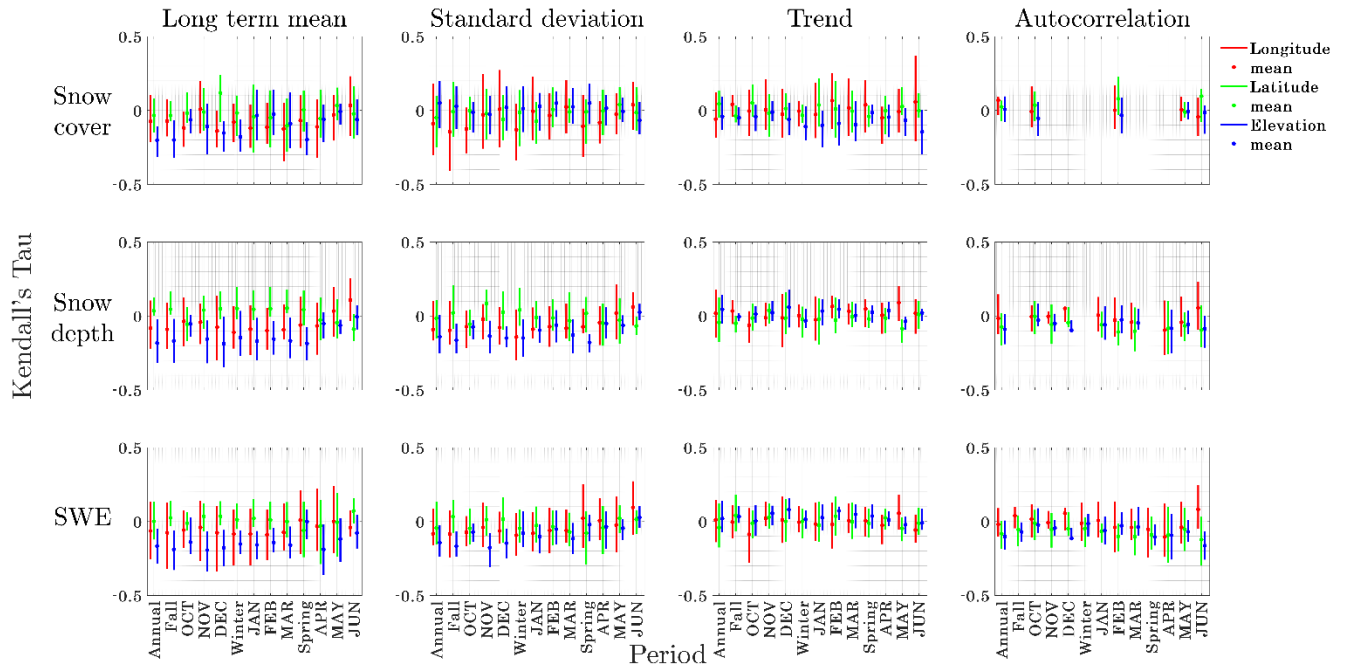 Long term mean Standard deviation Trend Autocorrelation
0.5 0.5 0.5 0.5
Longitude
mean
Latitude
mean
Elevation
mean
Snow
cover
0 0 0 0
-0.5 -0.5 -0.5 -0.5
Kendall's Tau
0.5 0.5 0.5 0.5
Snow
depth
0 0 0 0
-0.5 -0.5 -0.5 -0.5
0.5 0.5 0.5 0.5
SWE
0 0 0 0
-0.5 -0.5 -0.5 -0.5
Annual Fall OCT NOV DEC Winter JAN FEB MAR Spring APR MAY JUN
Annual Fall OCT NOV DEC Winter JAN FEB MAR Spring APR MAY JUN
Annual Fall OCT NOV DEC Winter JAN FEB MAR Spring APR MAY JUN
Annual Fall OCT NOV DEC Winter JAN FEB MAR Spring APR MAY JUN
Period